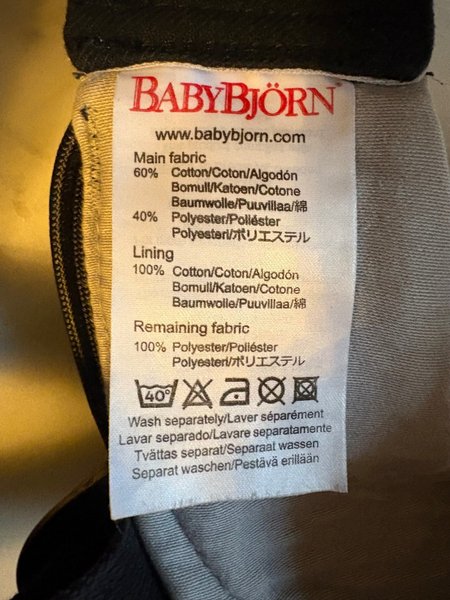 BABYBJÖRN®
www.babybjorn.com
Main fabric
60% Cotton/Coton/Algodón
Bomull/Katoen/Cotone
Baumwolle/Puuvillaa/綿
40% Polyester/Poliéster
Polyesteri/ポリエステル
Lining
100% Cotton/Coton/Algodón
Bomull/Katoen/Cotone
Baumwolle/Puuvillaa/綿
Remaining fabric
100% Polyester/Poliéster
Polyesteri/ポリエステル
40°
Wash separately/Laver séparément
Lavar separado/Lavare separatamente
Tvättas separat/Separaat wassen
Separat waschen/Pestävä erillään